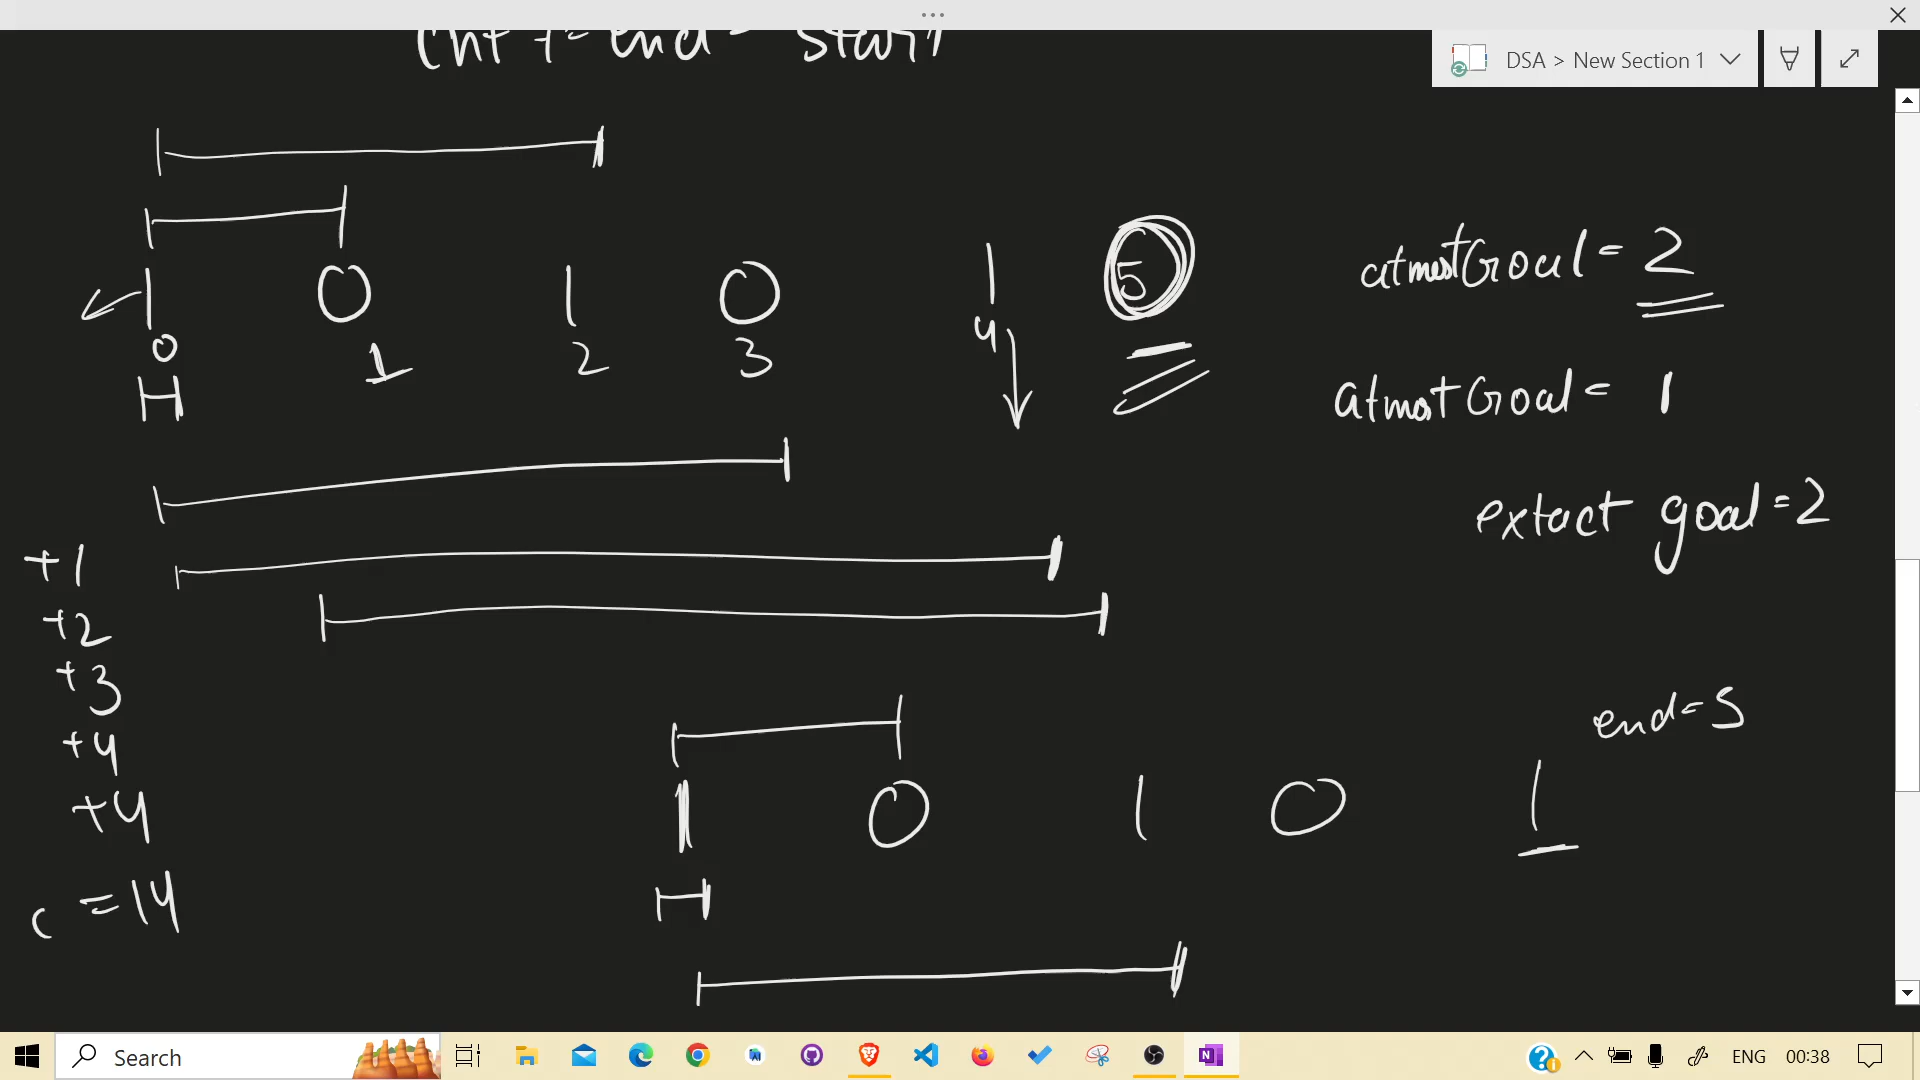 cnt += end - start
DSA > New Section 1
1 0 1 0 1 5
0 1 2 3 4
H
atmostGoal = 2
atmostGoal = 1
extact goal = 2
+1
+2
+3
+4
+4
c = 14
end = 5
1 0 1 0 1
H
Search
ENG 00:38